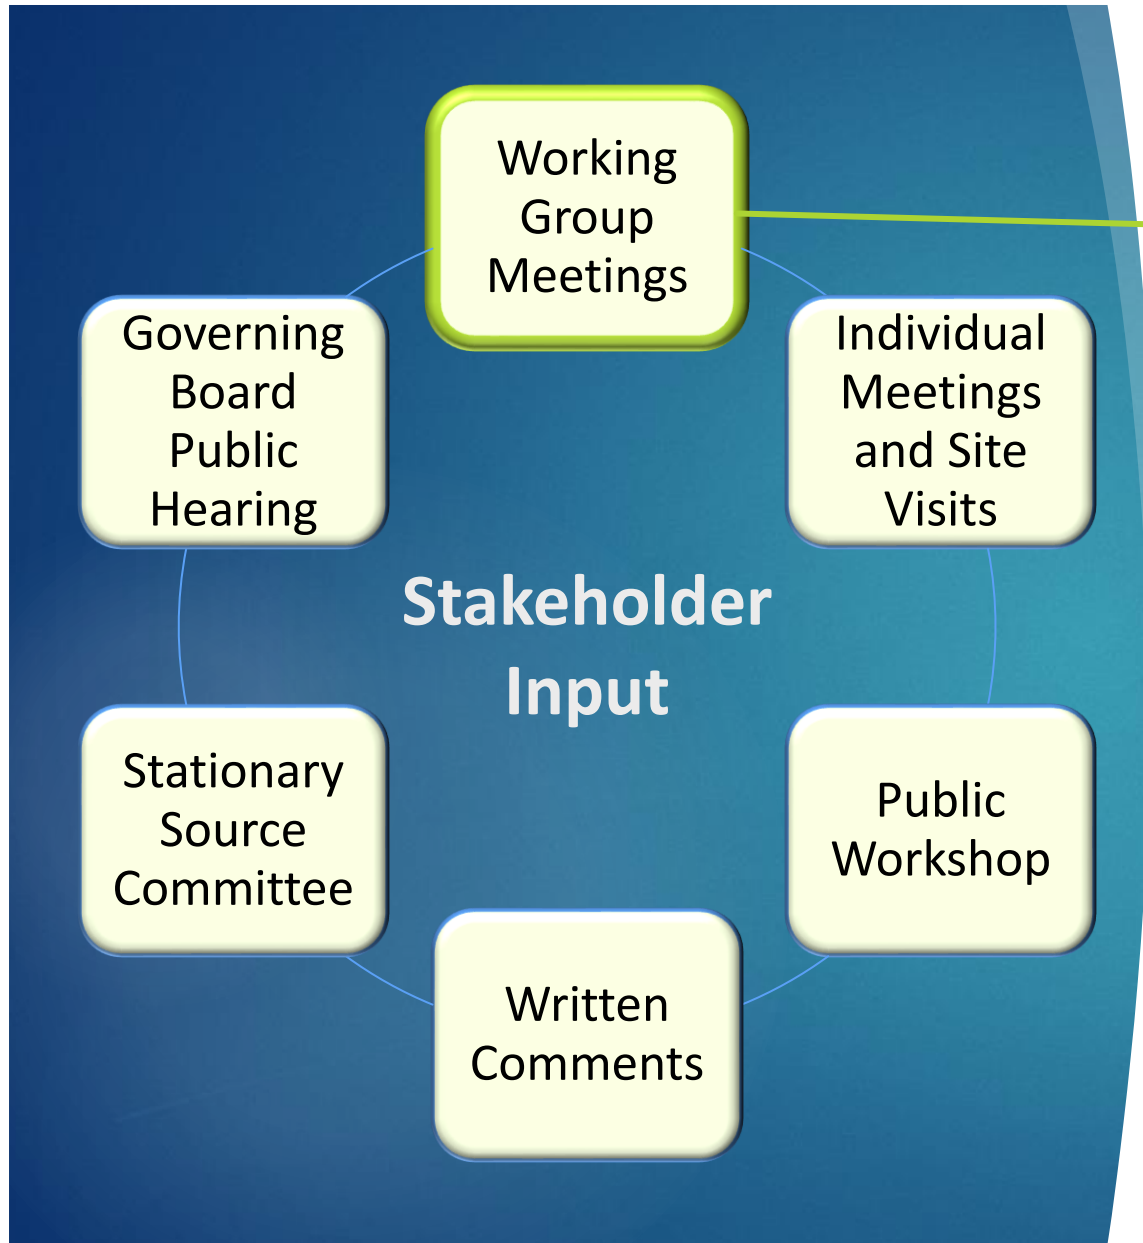 Working
Group
Meetings
Individual
Meetings
and Site
Visits
Public
Workshop
Written
Comments
Stationary
Source
Committee
Governing
Board
Public
Hearing
Stakeholder
Input